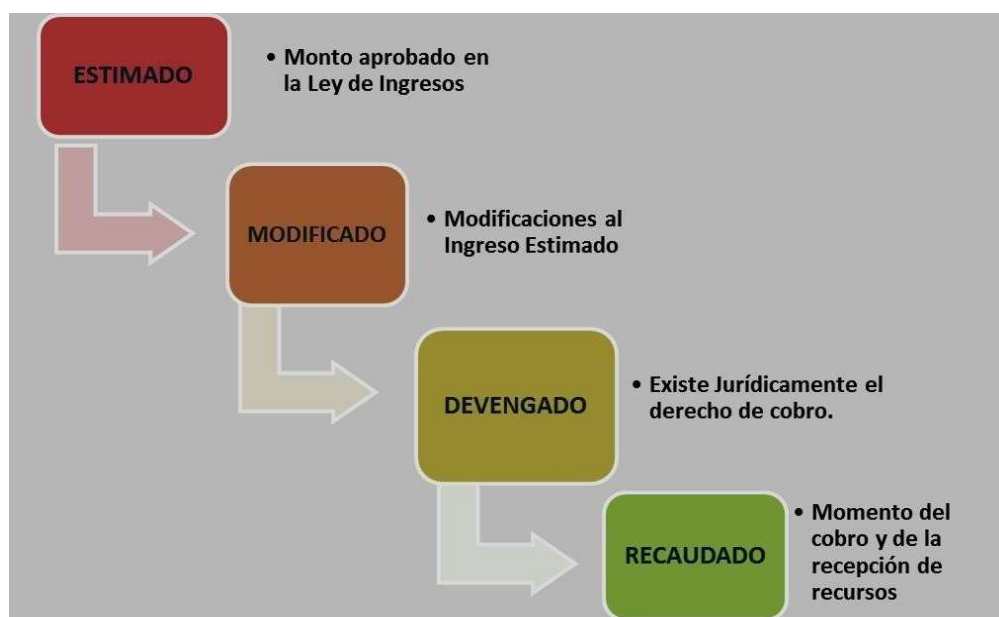 ESTIMADO
• Monto aprobado en
la Ley de Ingresos
MODIFICADO
• Modificaciones al
Ingreso Estimado
DEVENGADO
• Existe Jurídicamente el
derecho de cobro.
RECAUDADO
• Momento del
cobro y de la
recepción de
recursos